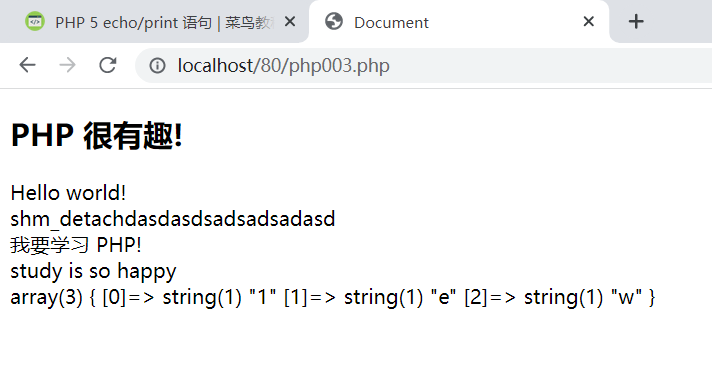 PHP 5 echo/print 语句 | 菜鸟教
Document
localhost/80/php003.php
PHP 很有趣!
Hello world!
shm_detachdasdasdsadsadsadasd
我要学习 PHP!
study is so happy
array(3) { [0]=> string(1) "1" [1]=> string(1) "e" [2]=> string(1) "w" }